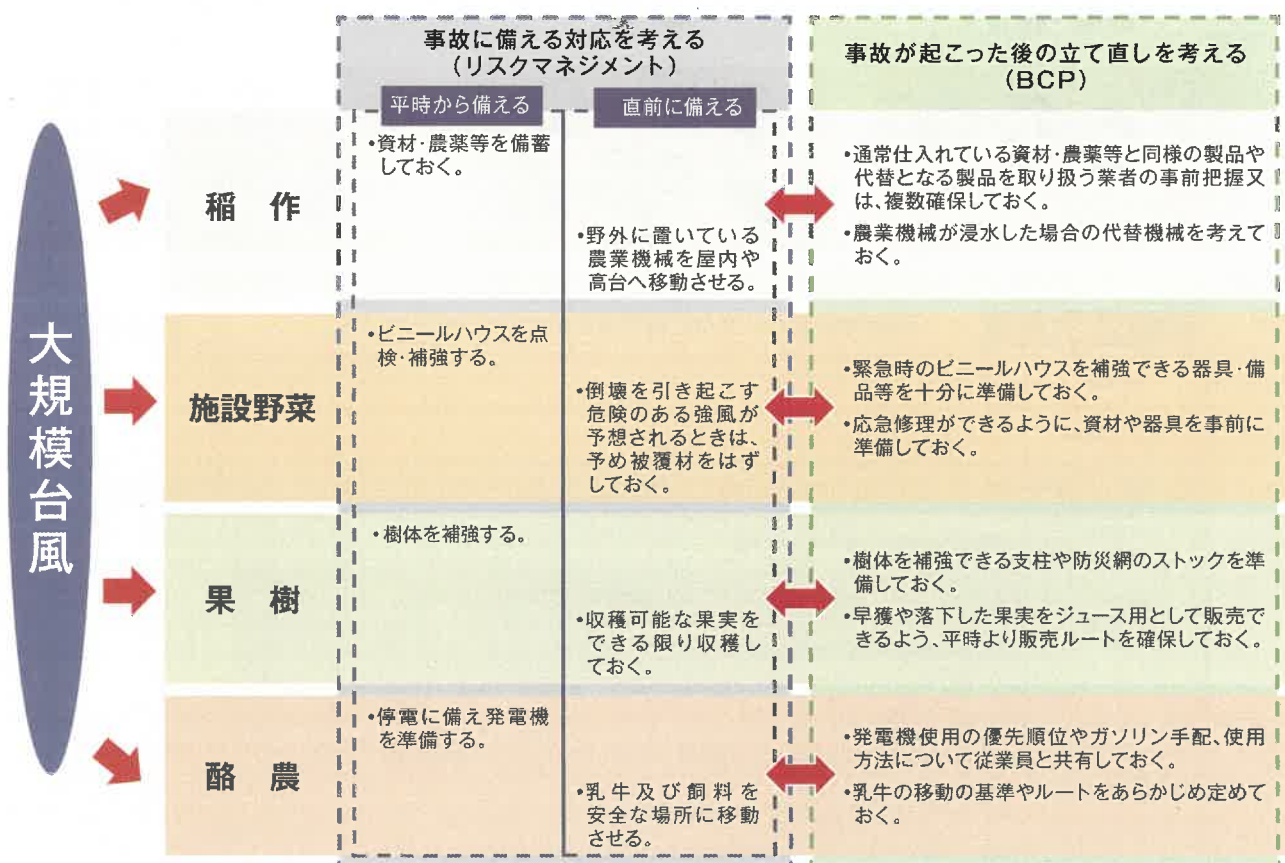 事故に備える対応を考える
(リスクマネジメント)
平時から備える
直前に備える
事故が起こった後の立て直しを考える
(BCP)
大規模台風
稲 作
•資材・農薬等を備蓄
しておく。
•野外に置いている
農業機械を屋内や
高台へ移動させる。
•通常仕入れている資材・農薬等と同様の製品や
代替となる製品を取り扱う業者の事前把握又
は、複数確保しておく。
•農業機械が浸水した場合の代替機械を考えて
おく。
施設野菜
•ビニールハウスを点
検・補強する。
•倒壊を引き起こす
危険のある強風が
予想されるときは、
予め被覆材をはず
しておく。
•緊急時のビニールハウスを補強できる器具・備
品等を十分に準備しておく。
•応急修理ができるように、資材や器具を事前に
準備しておく。
果 樹
•樹体を補強する。
•収穫可能な果実を
できる限り収穫し
ておく。
•樹体を補強できる支柱や防災網のストックを準
備しておく。
•早獲や落下した果実をジュース用として販売で
きるよう、平時より販売ルートを確保しておく。
酪 農
•停電に備え発電機
を準備する。
•乳牛及び飼料を
安全な場所に移動
させる。
•発電機使用の優先順位やガソリン手配、使用
方法について従業員と共有しておく。
•乳牛の移動の基準やルートをあらかじめ定めて
おく。